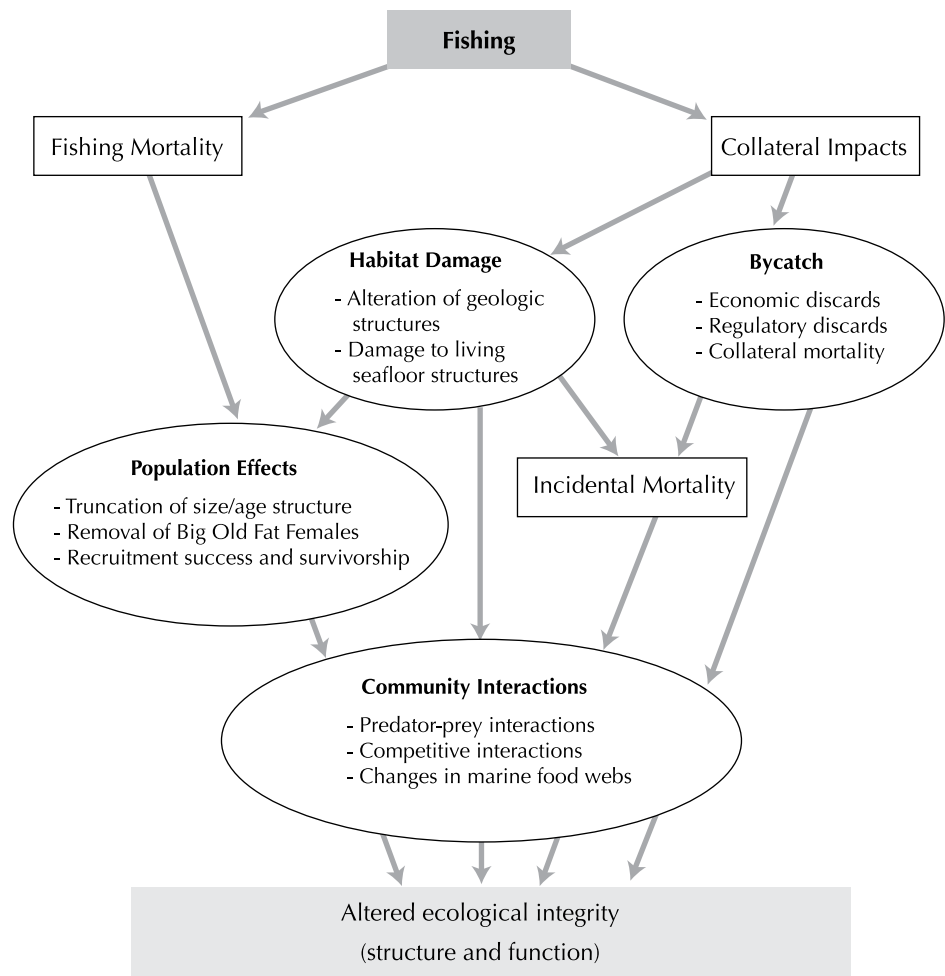 Fishing
Fishing Mortality
Collateral Impacts
Habitat Damage
- Alteration of geologic
structures
- Damage to living
seafloor structures
Bycatch
- Economic discards
- Regulatory discards
- Collateral mortality
Population Effects
- Truncation of size/age structure
- Removal of Big Old Fat Females
- Recruitment success and survivorship
Incidental Mortality
Community Interactions
- Predator-prey interactions
- Competitive interactions
- Changes in marine food webs
Altered ecological integrity
(structure and function)